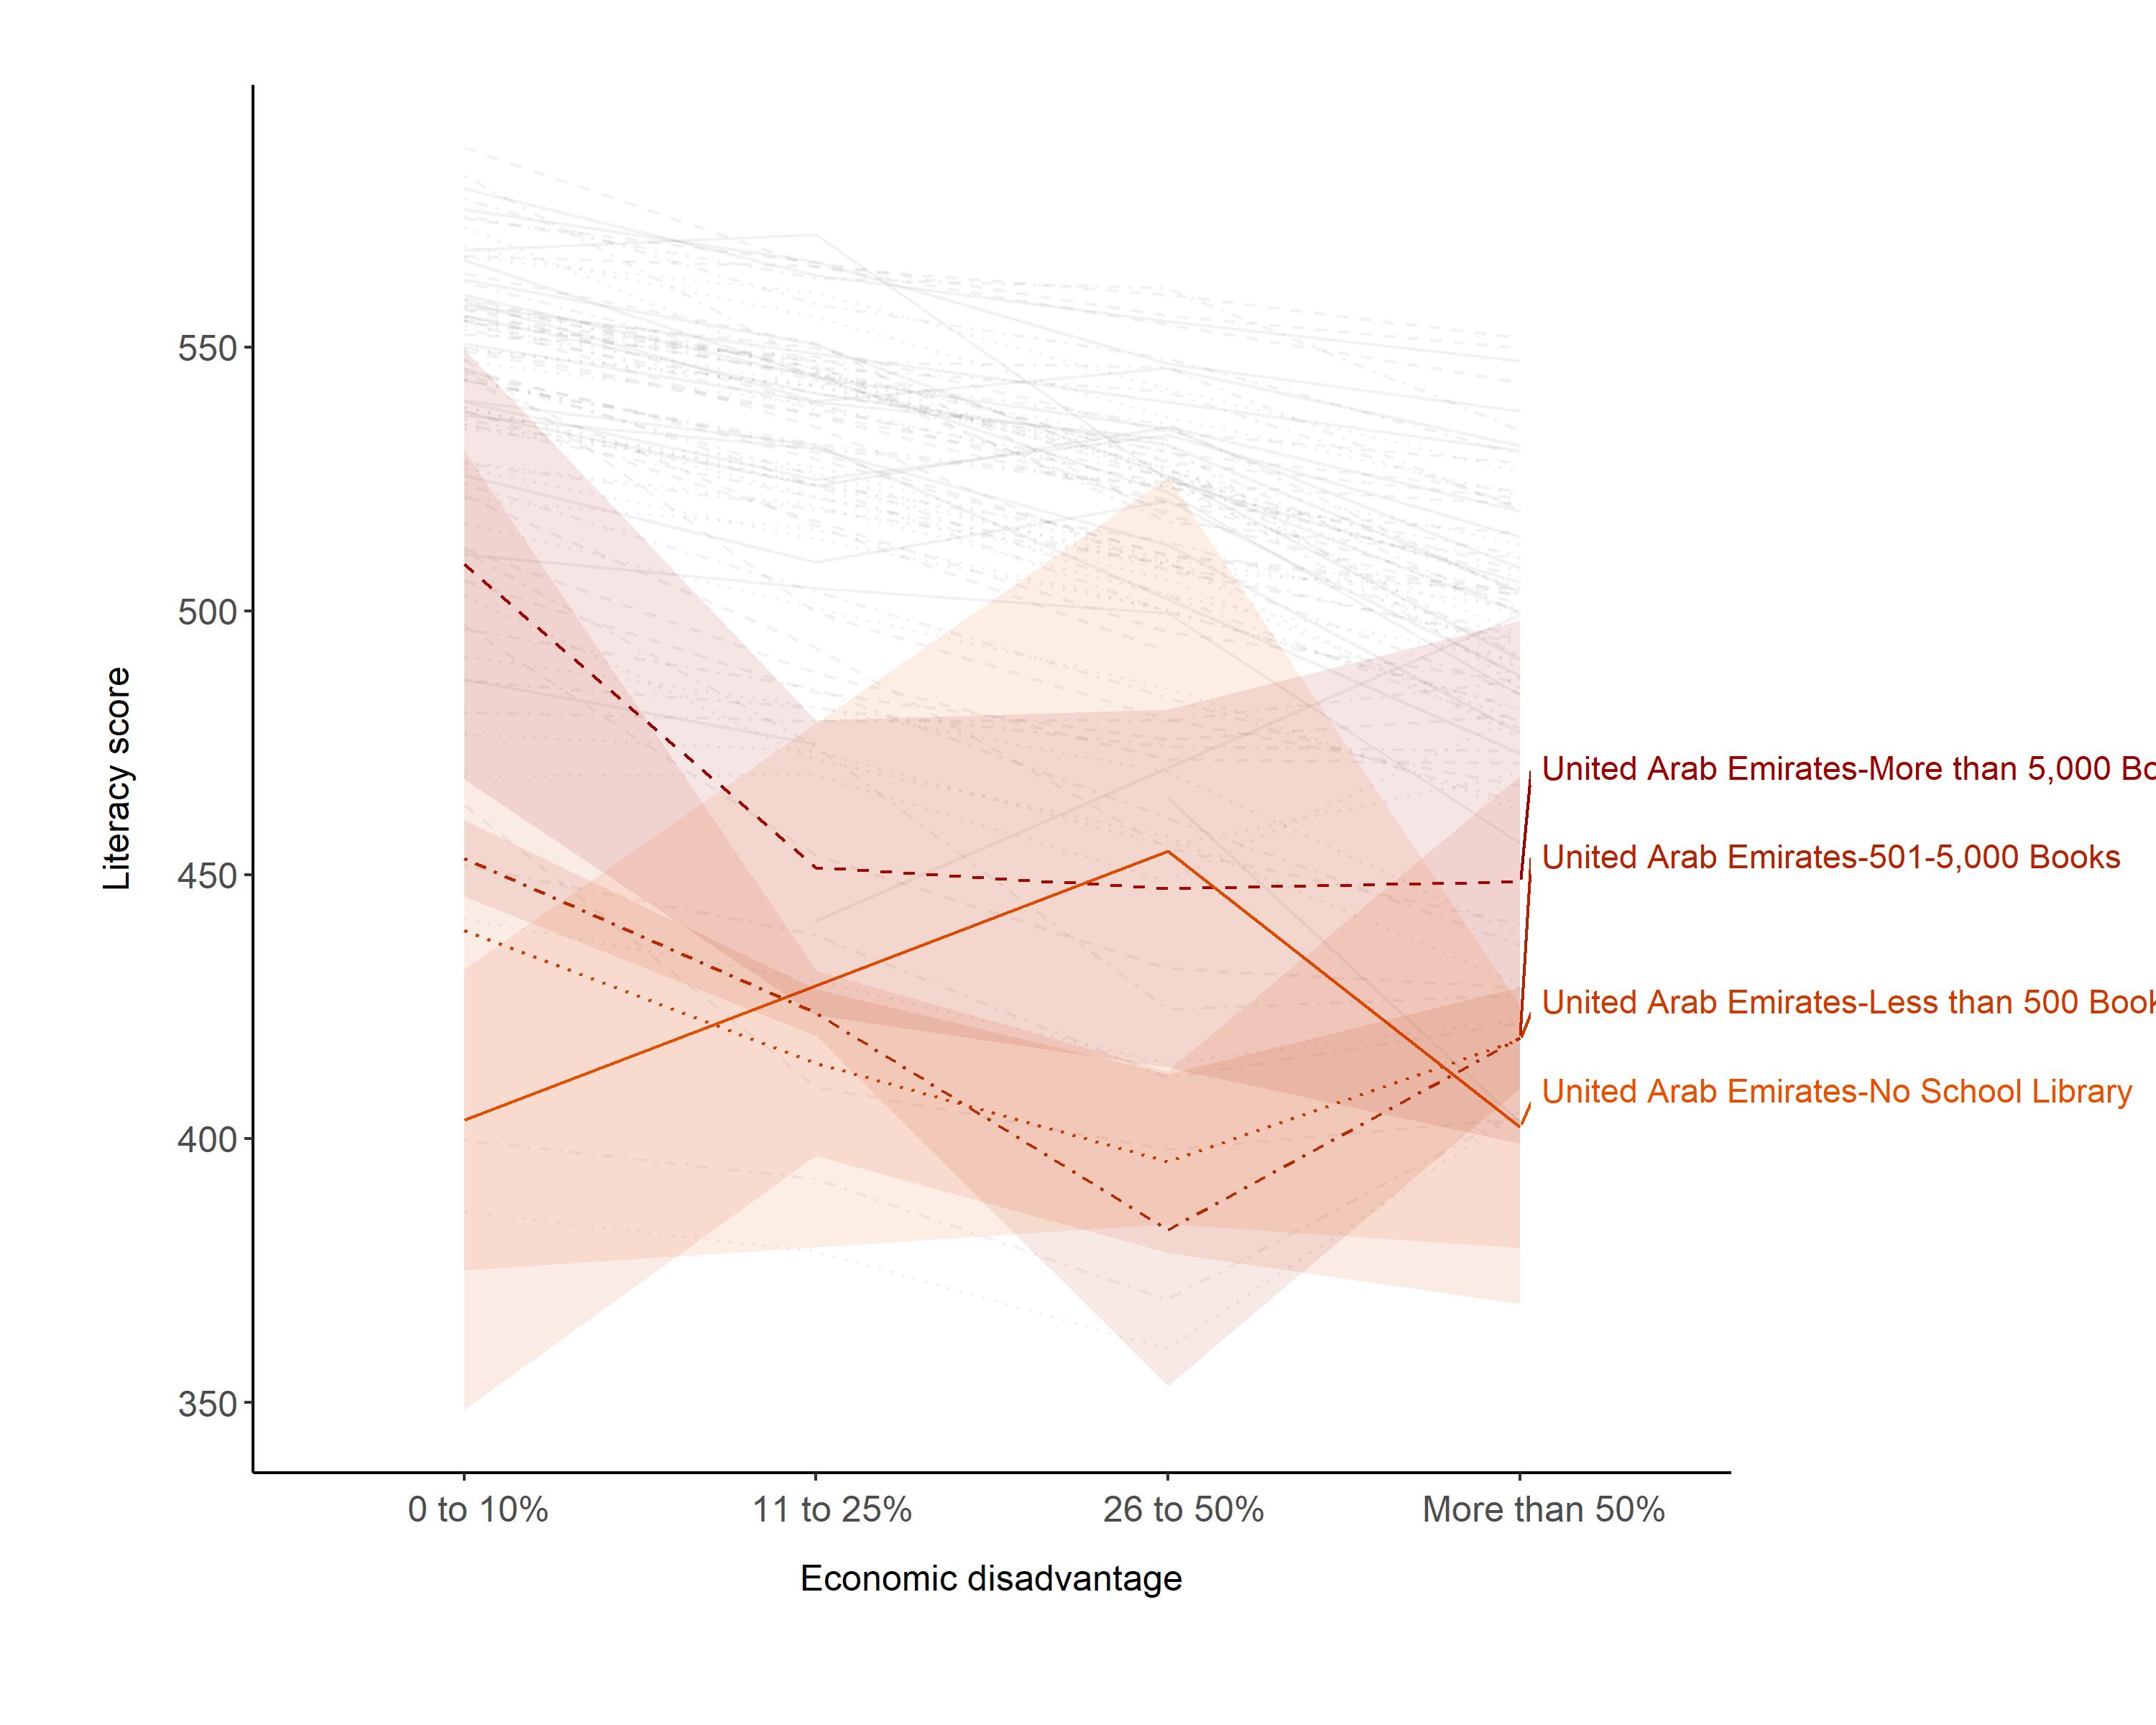 Literacy score
550
500
450
400
350
United Arab Emirates-More than 5,000 Bo
United Arab Emirates-501-5,000 Books
United Arab Emirates-Less than 500 Book
United Arab Emirates-No School Library
0 to 10%
11 to 25%
26 to 50%
More than 50%
Economic disadvantage